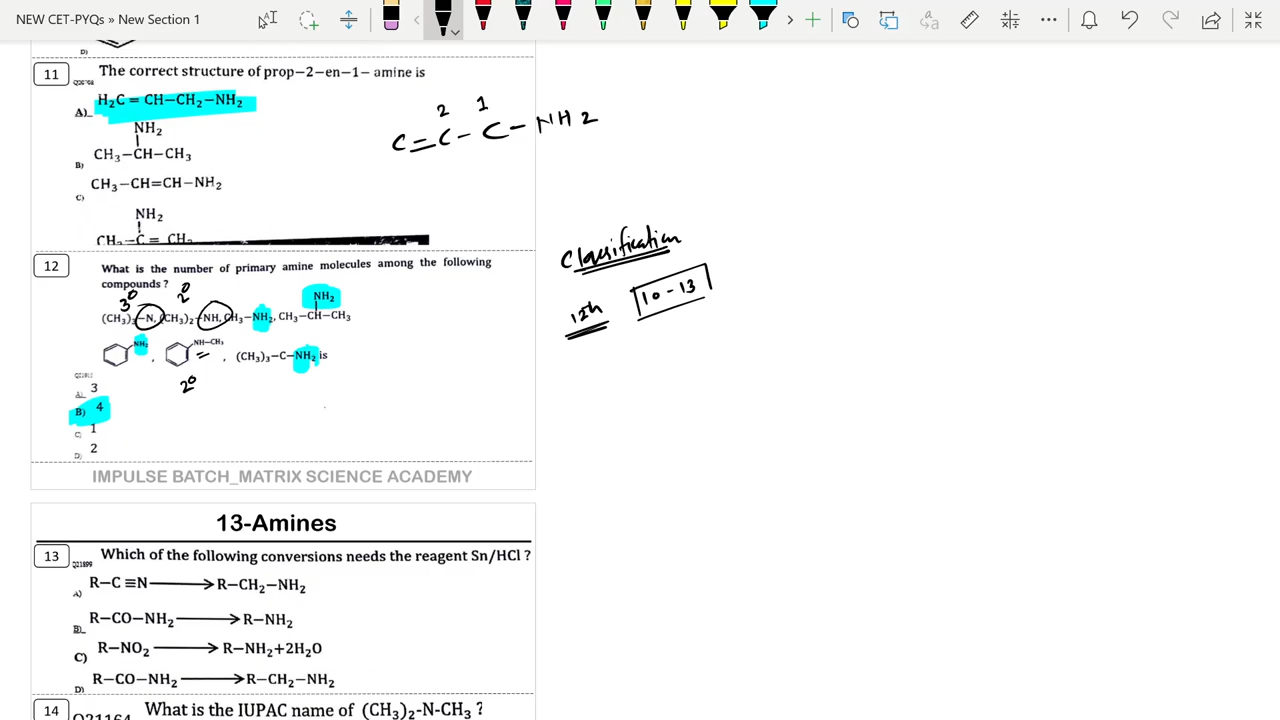 NEW CET-PYQs » New Section 1
D)
11
The correct structure of prop–2–en–1– amine is
A) H₂C = CH–CH₂–NH₂
NH₂
B) CH₃–CH–CH₃
C) CH₃–CH=CH–NH₂
NH₂
C=C-C-NH2
2 1
Classification
12th 10-13
12
What is the number of primary amine molecules among the following
compounds ?
3° 2°
NH₂
(CH₃)₃–N, (CH₃)₂–NH, CH₃–NH₂, CH₃–CH–CH₃
NH₂ , NH–CH₃ , (CH₃)₃–C–NH₂ is
2°
A) 3
B) 4
C) 1
D) 2
IMPULSE BATCH_MATRIX SCIENCE ACADEMY
13-Amines
13
Which of the following conversions needs the reagent Sn/HCl ?
Q21899
A) R–C≡N → R–CH₂–NH₂
B) R–CO–NH₂ → R–NH₂
C) R–NO₂ → R–NH₂+2H₂O
D) R–CO–NH₂ → R–CH₂–NH₂
14
Q21164 What is the IUPAC name of (CH₃)₂-N-CH₃ ?